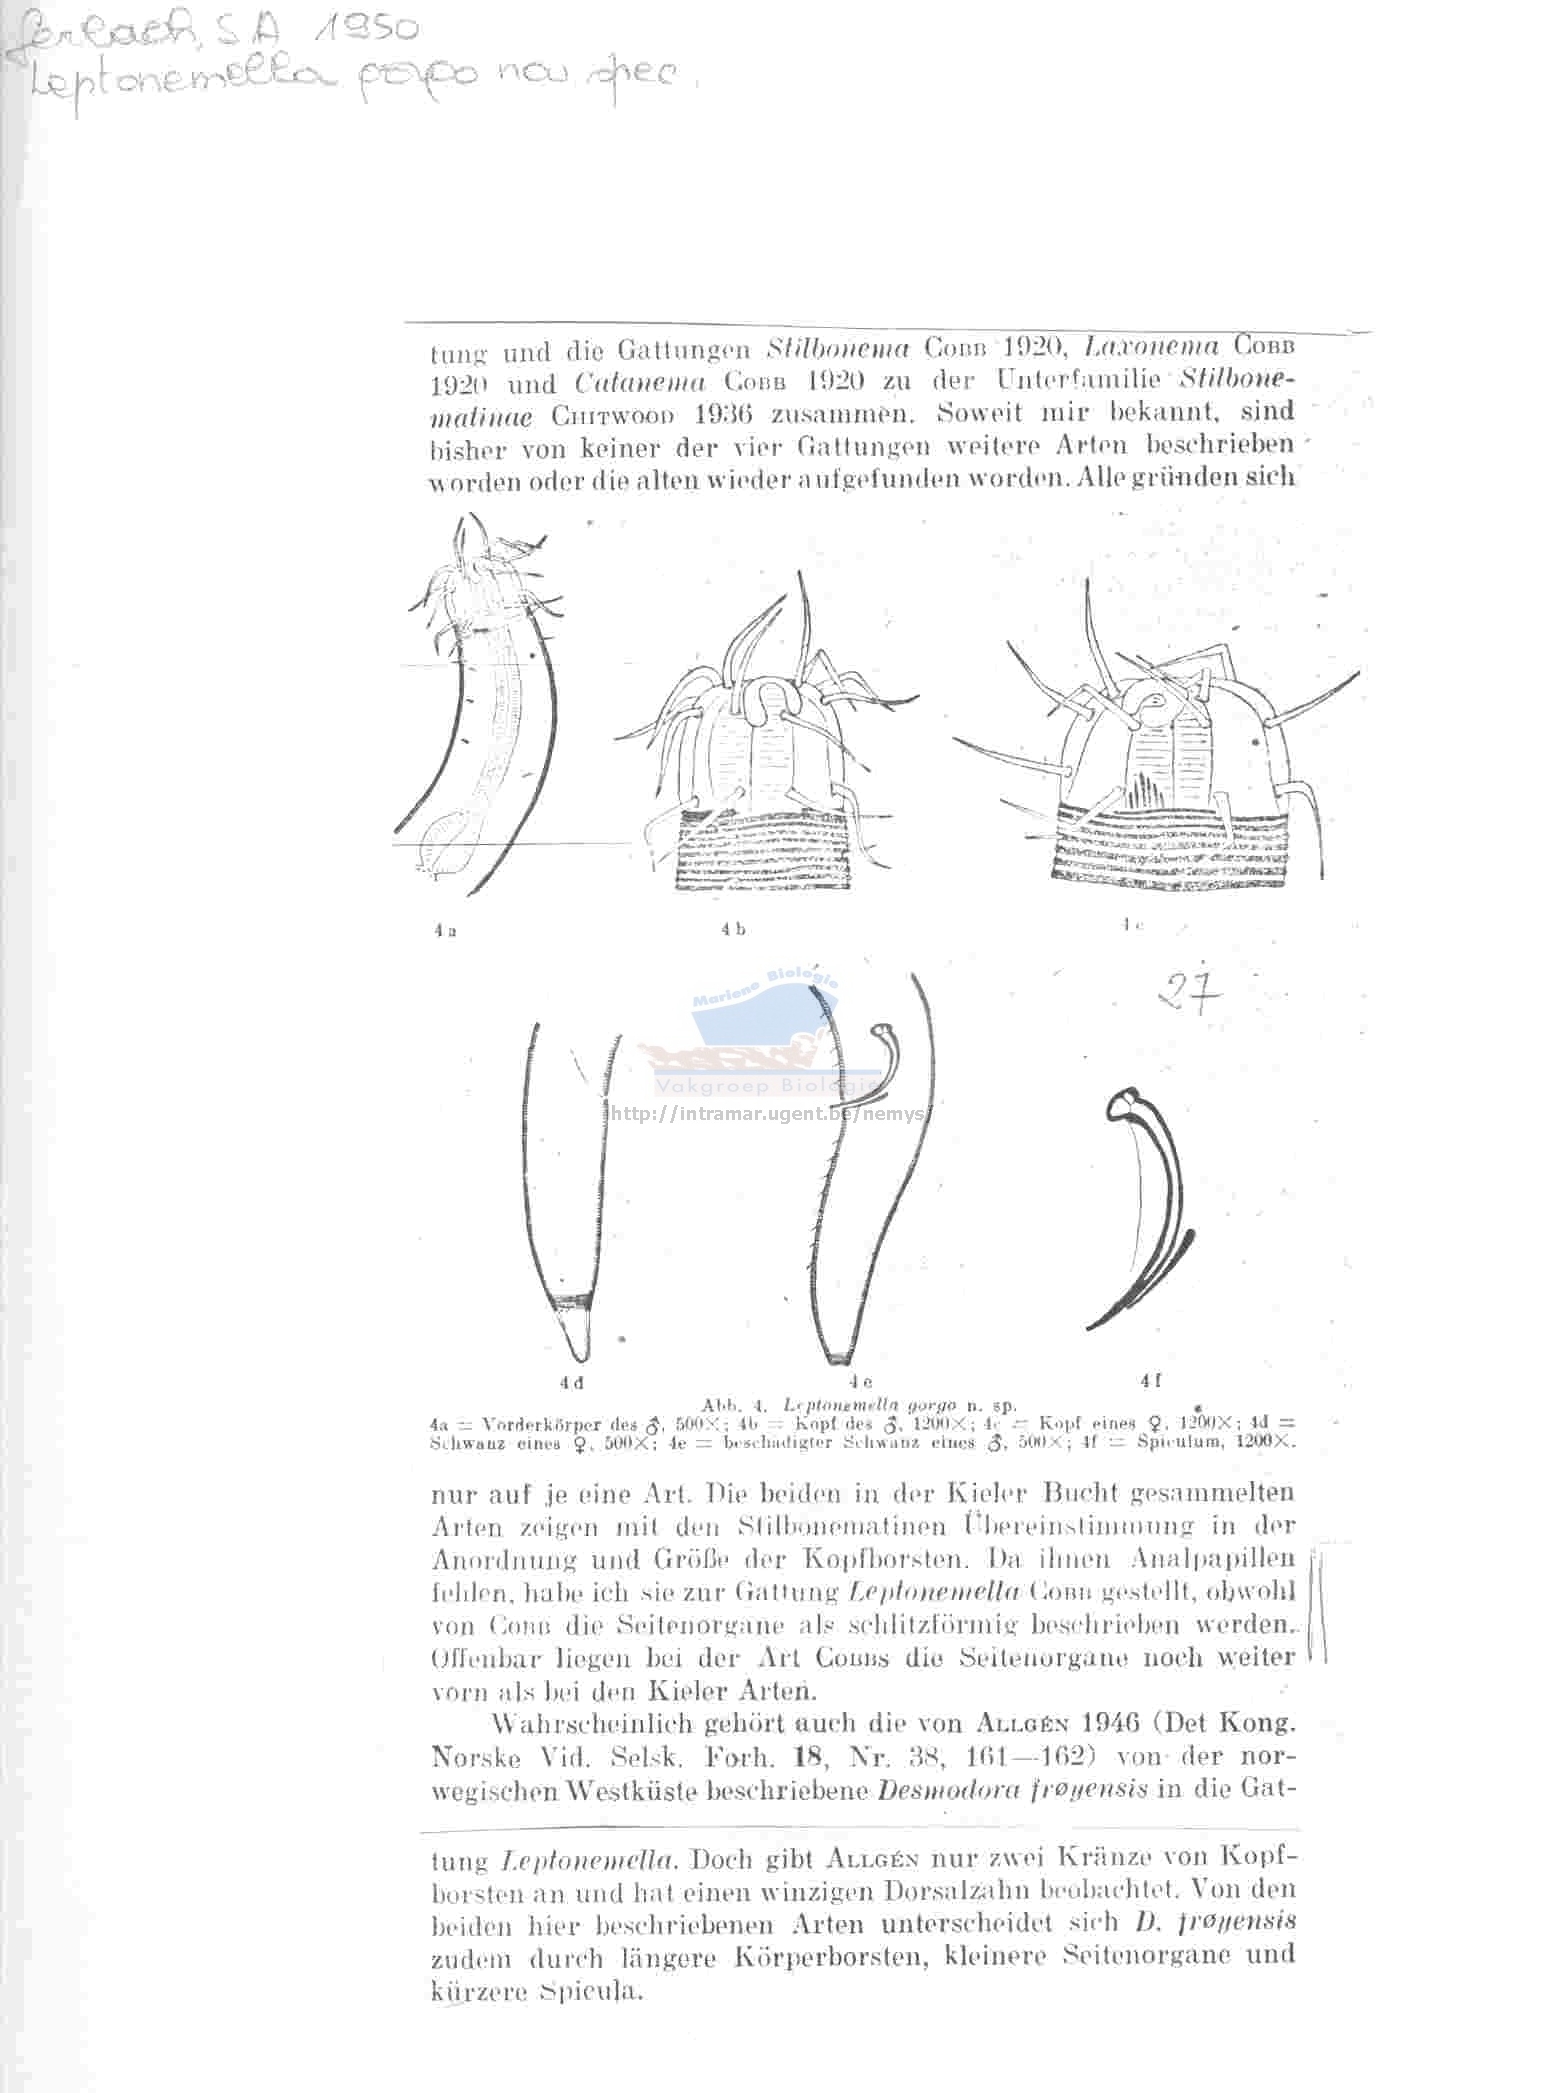 Gerlach, S A 1950
Leptonemella gorgo nov spec.
tung und die Gattungen Stilbonema COBB 1920, Laxonema COBB
1920 und Catanema COBB 1920 zu der Unterfamilie Stilbone-
matinae CHITWOOD 1936 zusammen. Soweit mir bekannt, sind
bisher von keiner der vier Gattungen weitere Arten beschrieben
worden oder die alten wieder aufgefunden worden. Alle gründen sich
4a
4b
4c
27
Mariene Biologie
Vakgroep Biologie
http://intramar.ugent.be/nemys
4d
4e
4f
Abb. 4. Leptonemella gorgo n. sp.
4a = Vorderkörper des ♂, 500×; 4b = Kopf des ♂, 1200×; 4c = Kopf eines ♀, 1200×; 4d =
Schwanz eines ♀, 500×; 4e = beschädigter Schwanz eines ♂, 500×; 4f = Spiculum, 1200×.
nur auf je eine Art. Die beiden in der Kieler Bucht gesammelten
Arten zeigen mit den Stilbonematinen Übereinstimmung in der
Anordnung und Größe der Kopfborsten. Da ihnen Analpapillen
fehlen, habe ich sie zur Gattung Leptonemella COBB gestellt, obwohl
von COBB die Seitenorgane als schlitzförmig beschrieben werden.
Offenbar liegen bei der Art COBBS die Seitenorgane noch weiter
vorn als bei den Kieler Arten.
Wahrscheinlich gehört auch die von ALLGÉN 1946 (Det Kong.
Norske Vid. Selsk. Forh. 18, Nr. 38, 161—162) von der nor-
wegischen Westküste beschriebene Desmodora frøyensis in die Gat-
tung Leptonemella. Doch gibt ALLGÉN nur zwei Kränze von Kopf-
borsten an und hat einen winzigen Dorsalzahn beobachtet. Von den
beiden hier beschriebenen Arten unterscheidet sich D. frøyensis
zudem durch längere Körperborsten, kleinere Seitenorgane und
kürzere Spicula.